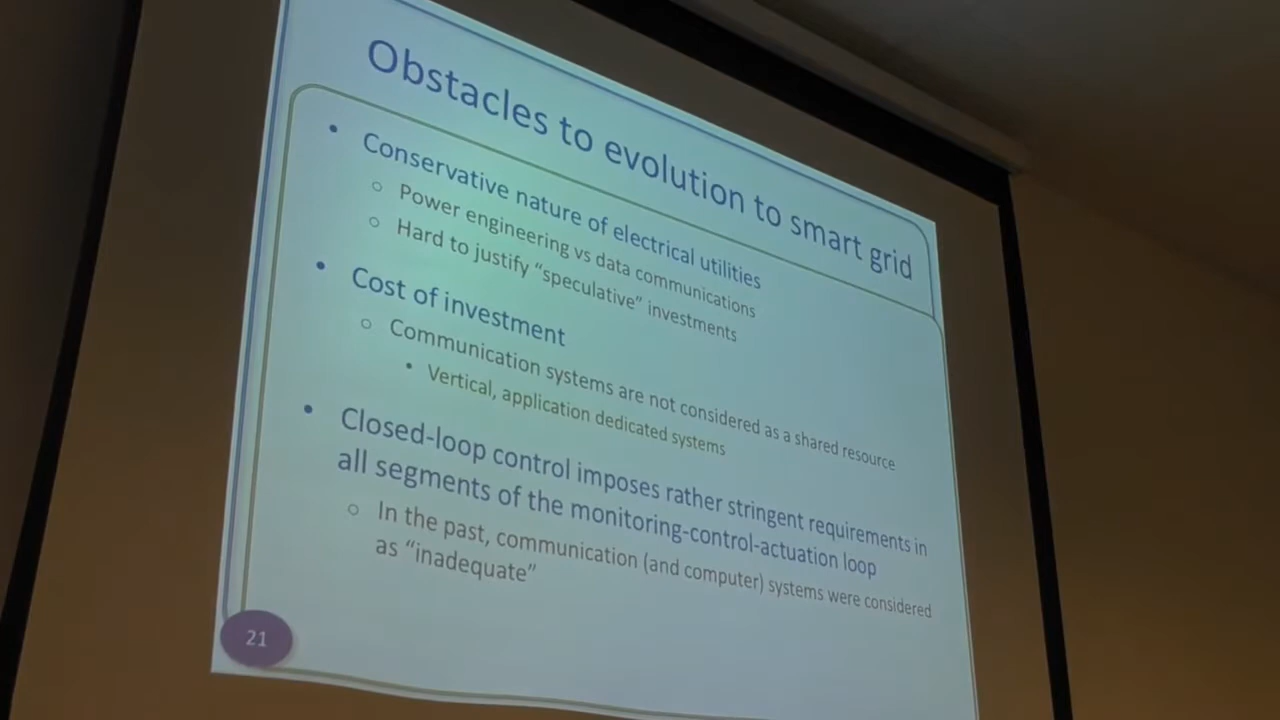 Obstacles to evolution to smart grid
• Conservative nature of electrical utilities
○ Power engineering vs data communications
○ Hard to justify “speculative” investments
• Cost of investment
○ Communication systems are not considered as a shared resource
• Vertical, application dedicated systems
• Closed-loop control imposes rather stringent requirements in
all segments of the monitoring-control-actuation loop
○ In the past, communication (and computer) systems were considered
as “inadequate”
21